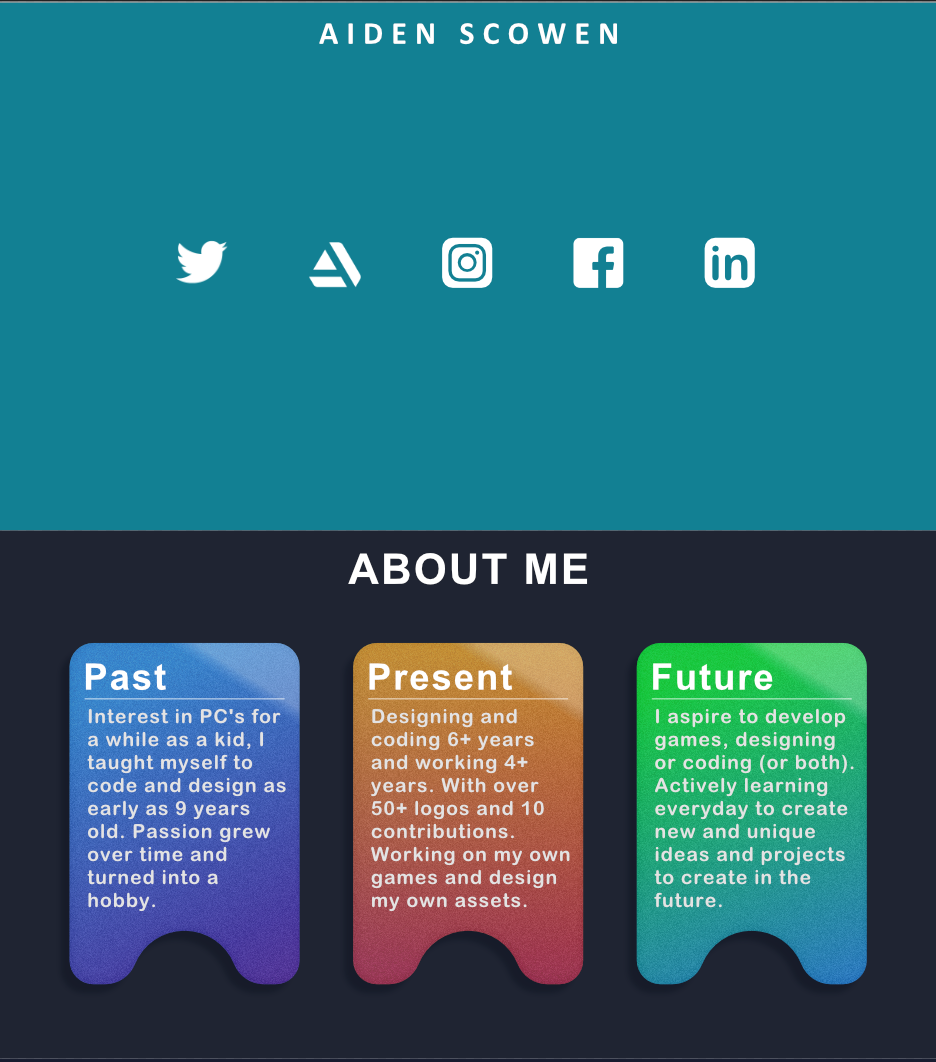 AIDEN SCOWEN
in
ABOUT ME
Past
Interest in PC's for
a while as a kid, I
taught myself to
code and design as
early as 9 years
old. Passion grew
over time and
turned into a
hobby.
Present
Designing and
coding 6+ years
and working 4+
years. With over
50+ logos and 10
contributions.
Working on my own
games and design
my own assets.
Future
I aspire to develop
games, designing
or coding (or both).
Actively learning
everyday to create
new and unique
ideas and projects
to create in the
future.